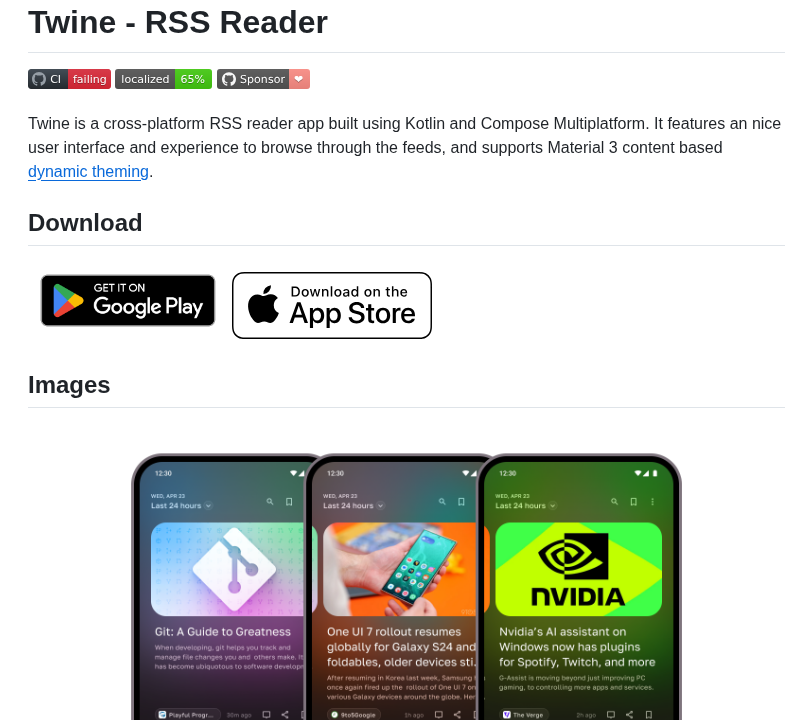 Twine - RSS Reader
CI failing localized 65% Sponsor ❤
Twine is a cross-platform RSS reader app built using Kotlin and Compose Multiplatform. It features an nice
user interface and experience to browse through the feeds, and supports Material 3 content based
dynamic theming.
Download
GET IT ON
Google Play
Download on the
App Store
Images
12:30
WED, APR 23
Last 24 hours
Git: A Guide to Greatness
When developing, git helps you track and
manage file changes you and others make. It
has become ubiquitous to software developm
Playful Progr... 50m ago
12:30
WED, APR 23
Last 24 hours
One UI 7 rollout resumes
globally for Galaxy S24 and
foldables, older devices sti..
After resuming in Korea last week, Samsung
once again fired up the rollout of One UI 7 on
various Galaxy devices around the globe. Her
9to5Google 1h ago
12:30
WED, APR 23
Last 24 hours
NVIDIA
Nvidia's AI assistant on
Windows now has plugins
for Spotify, Twitch, and more
G-Assist is moving beyond just improving PC
gaming, to controlling more apps and services.
The Verge 2h ago